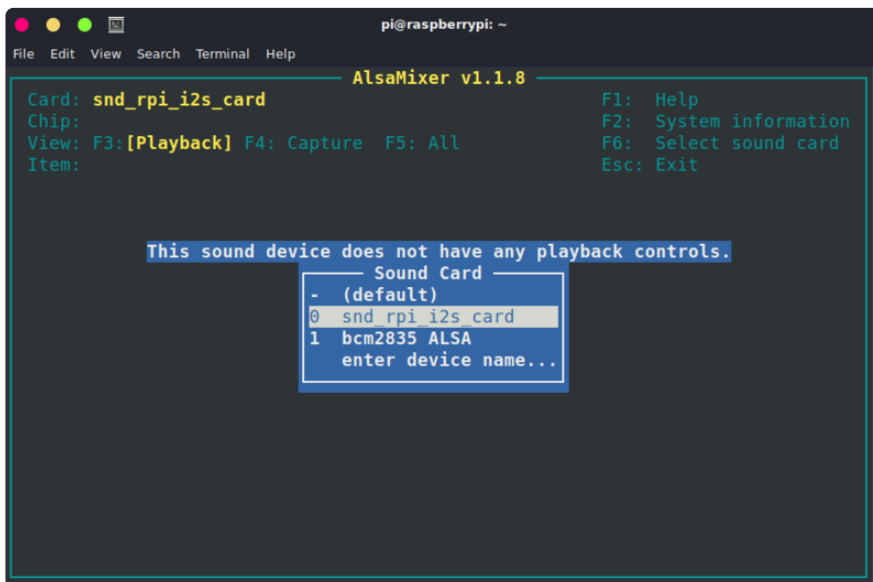 pi@raspberrypi: ~
File Edit View Search Terminal Help
AlsaMixer v1.1.8
Card: snd_rpi_i2s_card F1: Help
Chip: F2: System information
View: F3:[Playback] F4: Capture F5: All F6: Select sound card
Item: Esc: Exit
This sound device does not have any playback controls.
Sound Card
- (default)
0 snd_rpi_i2s_card
1 bcm2835 ALSA
enter device name...